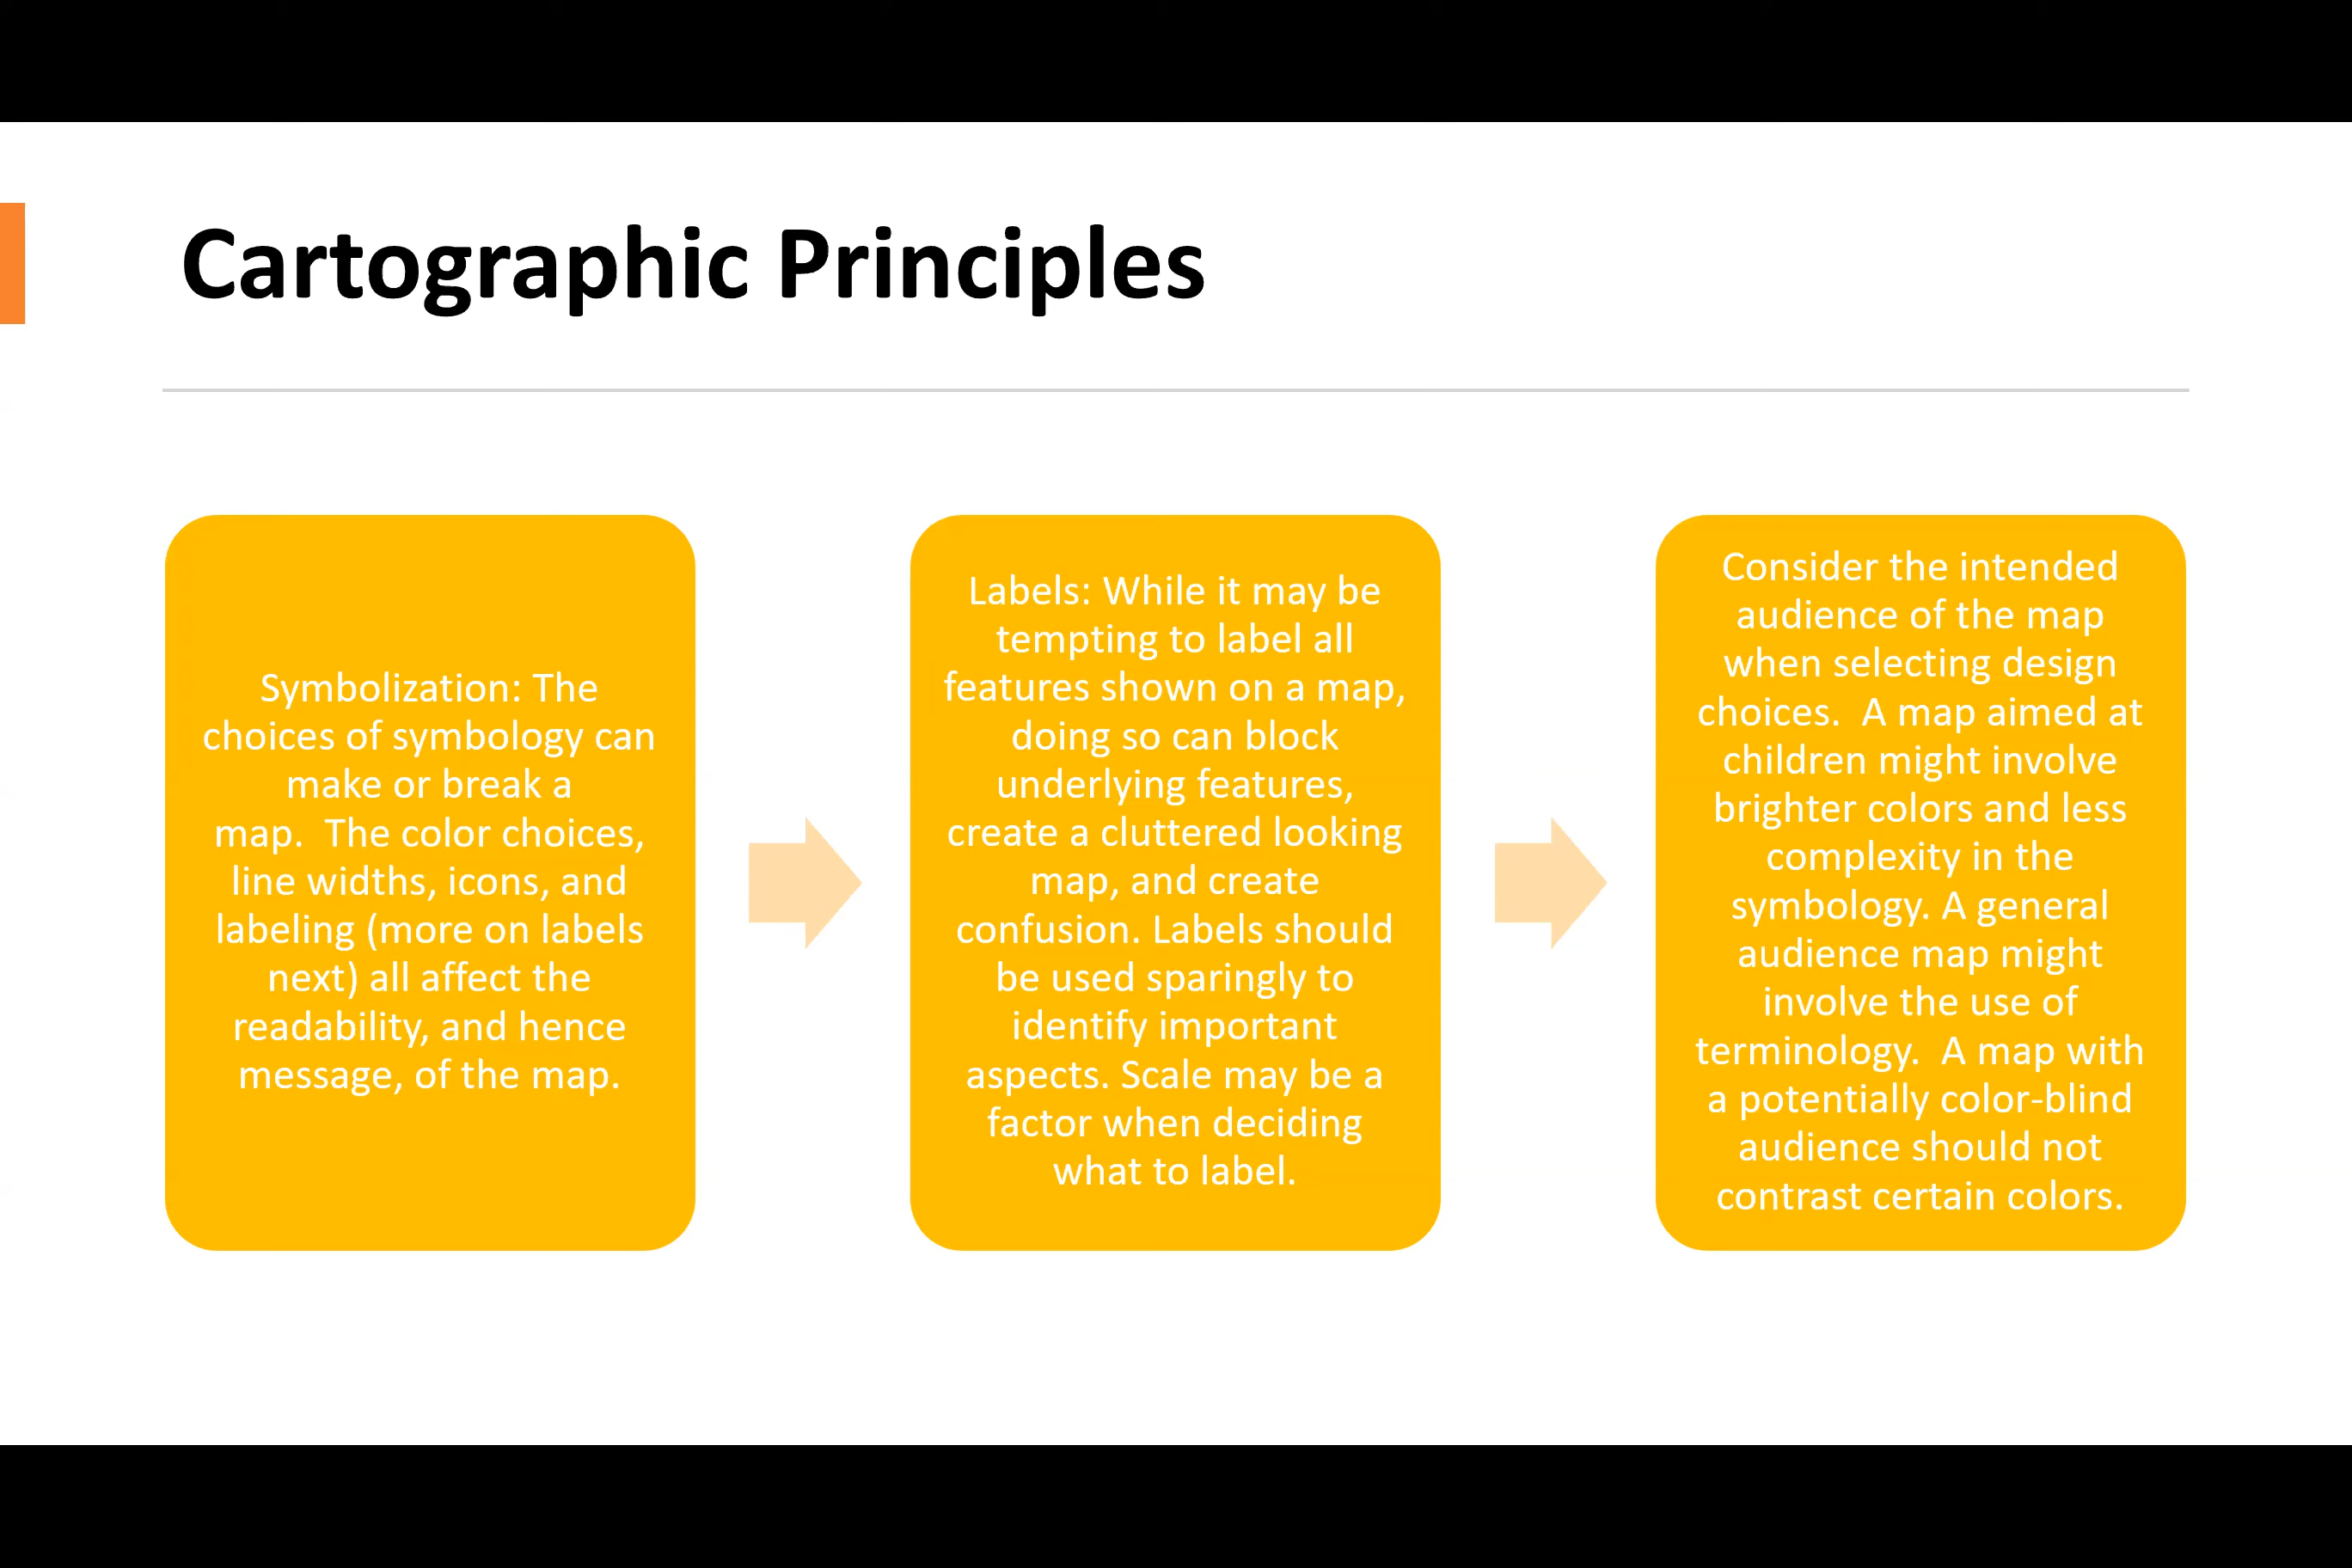 Cartographic Principles
Symbolization: The
choices of symbology can
make or break a
map.  The color choices,
line widths, icons, and
labeling (more on labels
next) all affect the
readability, and hence
message, of the map.
Labels: While it may be
tempting to label all
features shown on a map,
doing so can block
underlying features,
create a cluttered looking
map, and create
confusion. Labels should
be used sparingly to
identify important
aspects. Scale may be a
factor when deciding
what to label.
Consider the intended
audience of the map
when selecting design
choices.  A map aimed at
children might involve
brighter colors and less
complexity in the
symbology. A general
audience map might
involve the use of
terminology.  A map with
a potentially color-blind
audience should not
contrast certain colors.